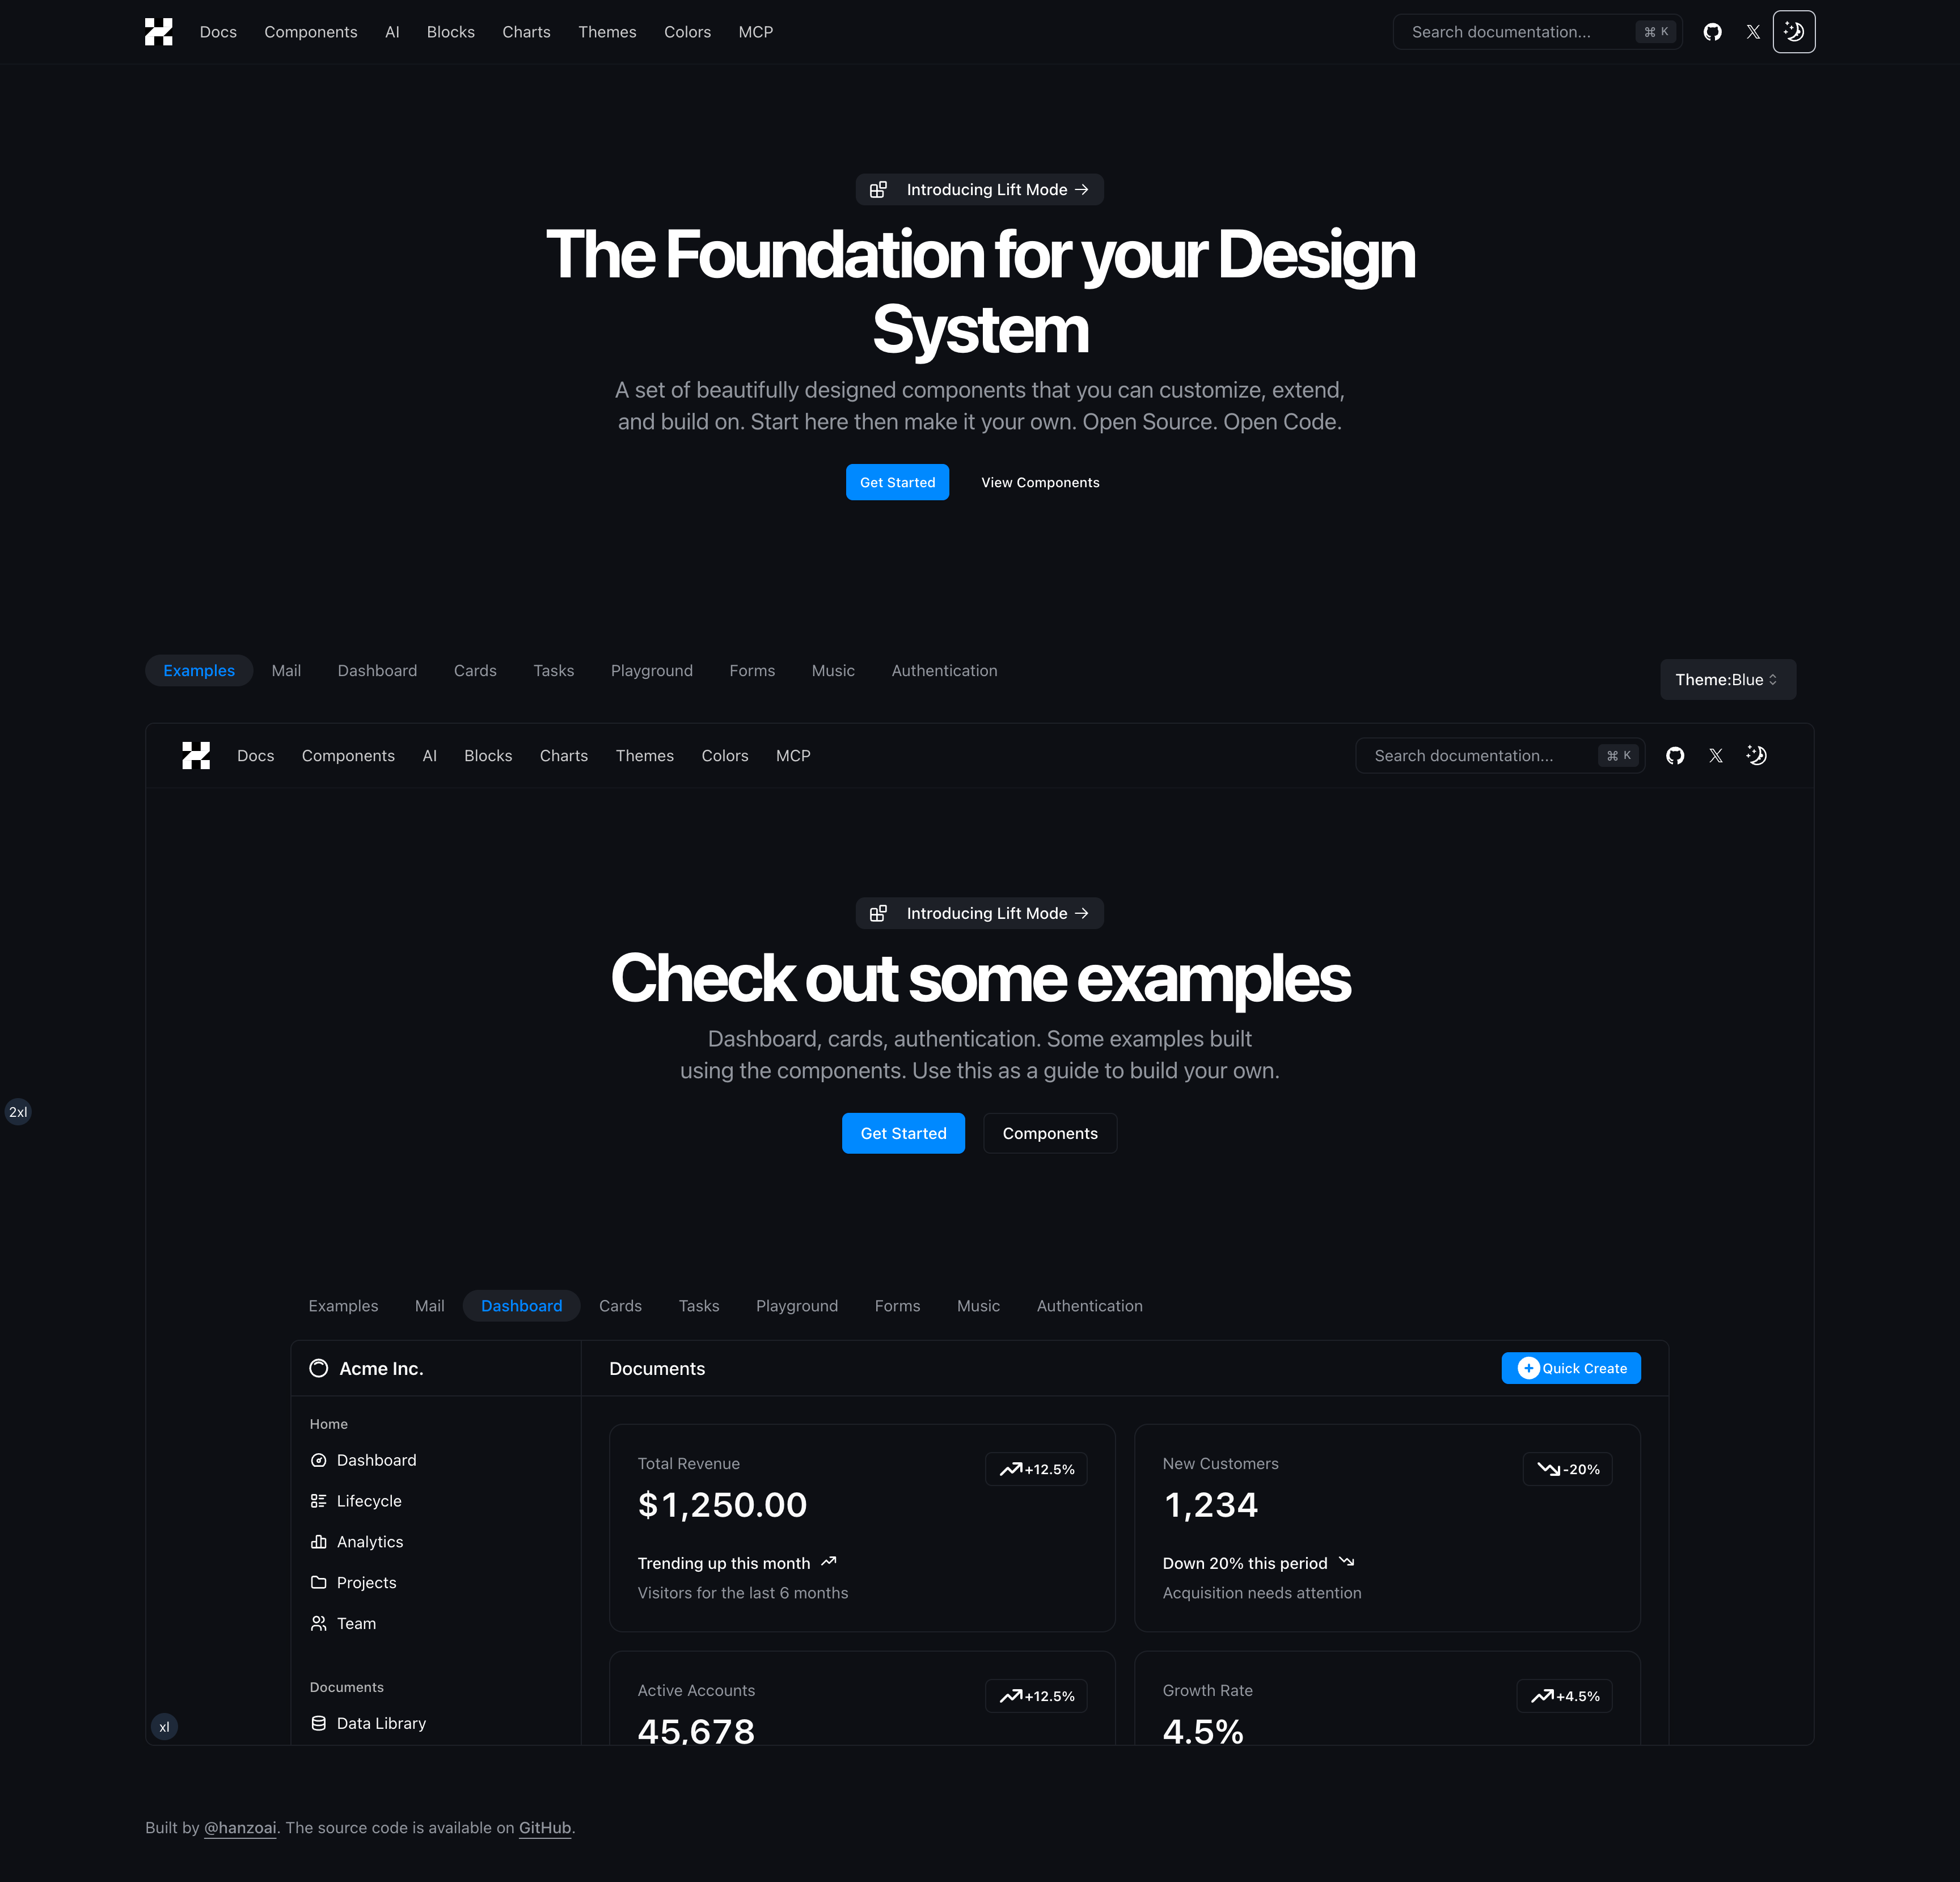 Docs Components AI Blocks Charts Themes Colors MCP Search documentation... ⌘ K
Introducing Lift Mode →
The Foundation for your Design
System
A set of beautifully designed components that you can customize, extend,
and build on. Start here then make it your own. Open Source. Open Code.
Get Started View Components
Examples Mail Dashboard Cards Tasks Playground Forms Music Authentication
Theme:Blue
Docs Components AI Blocks Charts Themes Colors MCP Search documentation... ⌘ K
Introducing Lift Mode →
Check out some examples
Dashboard, cards, authentication. Some examples built
using the components. Use this as a guide to build your own.
2xl
Get Started Components
Examples Mail Dashboard Cards Tasks Playground Forms Music Authentication
Acme Inc.
Documents
Quick Create
Home
Dashboard
Lifecycle
Analytics
Projects
Team
Documents
Data Library
Total Revenue
+12.5%
$1,250.00
Trending up this month
Visitors for the last 6 months
New Customers
-20%
1,234
Down 20% this period
Acquisition needs attention
Active Accounts
+12.5%
45,678
Growth Rate
+4.5%
4.5%
xl
Built by @hanzoai. The source code is available on GitHub.